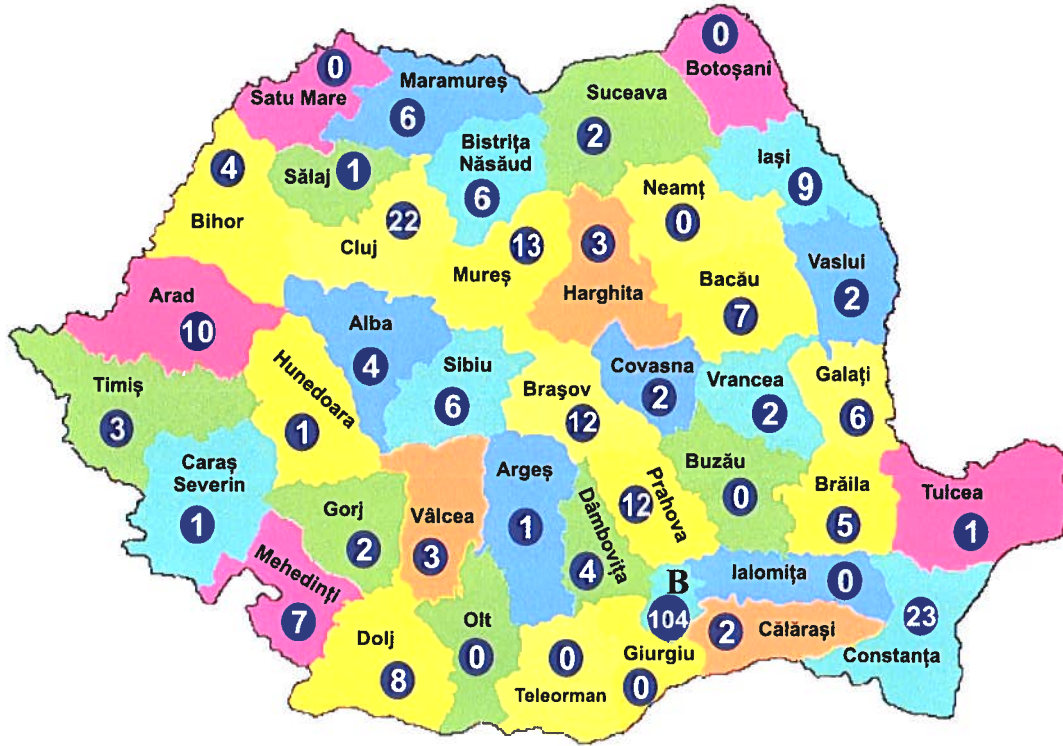 0
Satu Mare
Maramureș
6
Suceava
2
0
Botoșani
4
Bihor
Sălaj
1
Bistrița
Năsăud
6
Iași
9
22
Cluj
13
Mureș
3
Harghita
Neamț
0
Bacău
7
Vaslui
2
Arad
10
Alba
4
Timiș
3
Hunedoara
1
Sibiu
6
Brașov
12
Covasna
2
Vrancea
2
Galați
6
Caraș
Severin
1
Gorj
2
Vâlcea
3
Argeș
1
Dâmbovița
4
Prahova
12
Buzău
0
Brăila
5
Tulcea
1
Mehedinți
7
Dolj
8
Olt
0
0
Teleorman
Giurgiu
0
B
104
Ialomița
0
2
Călărași
23
Constanța